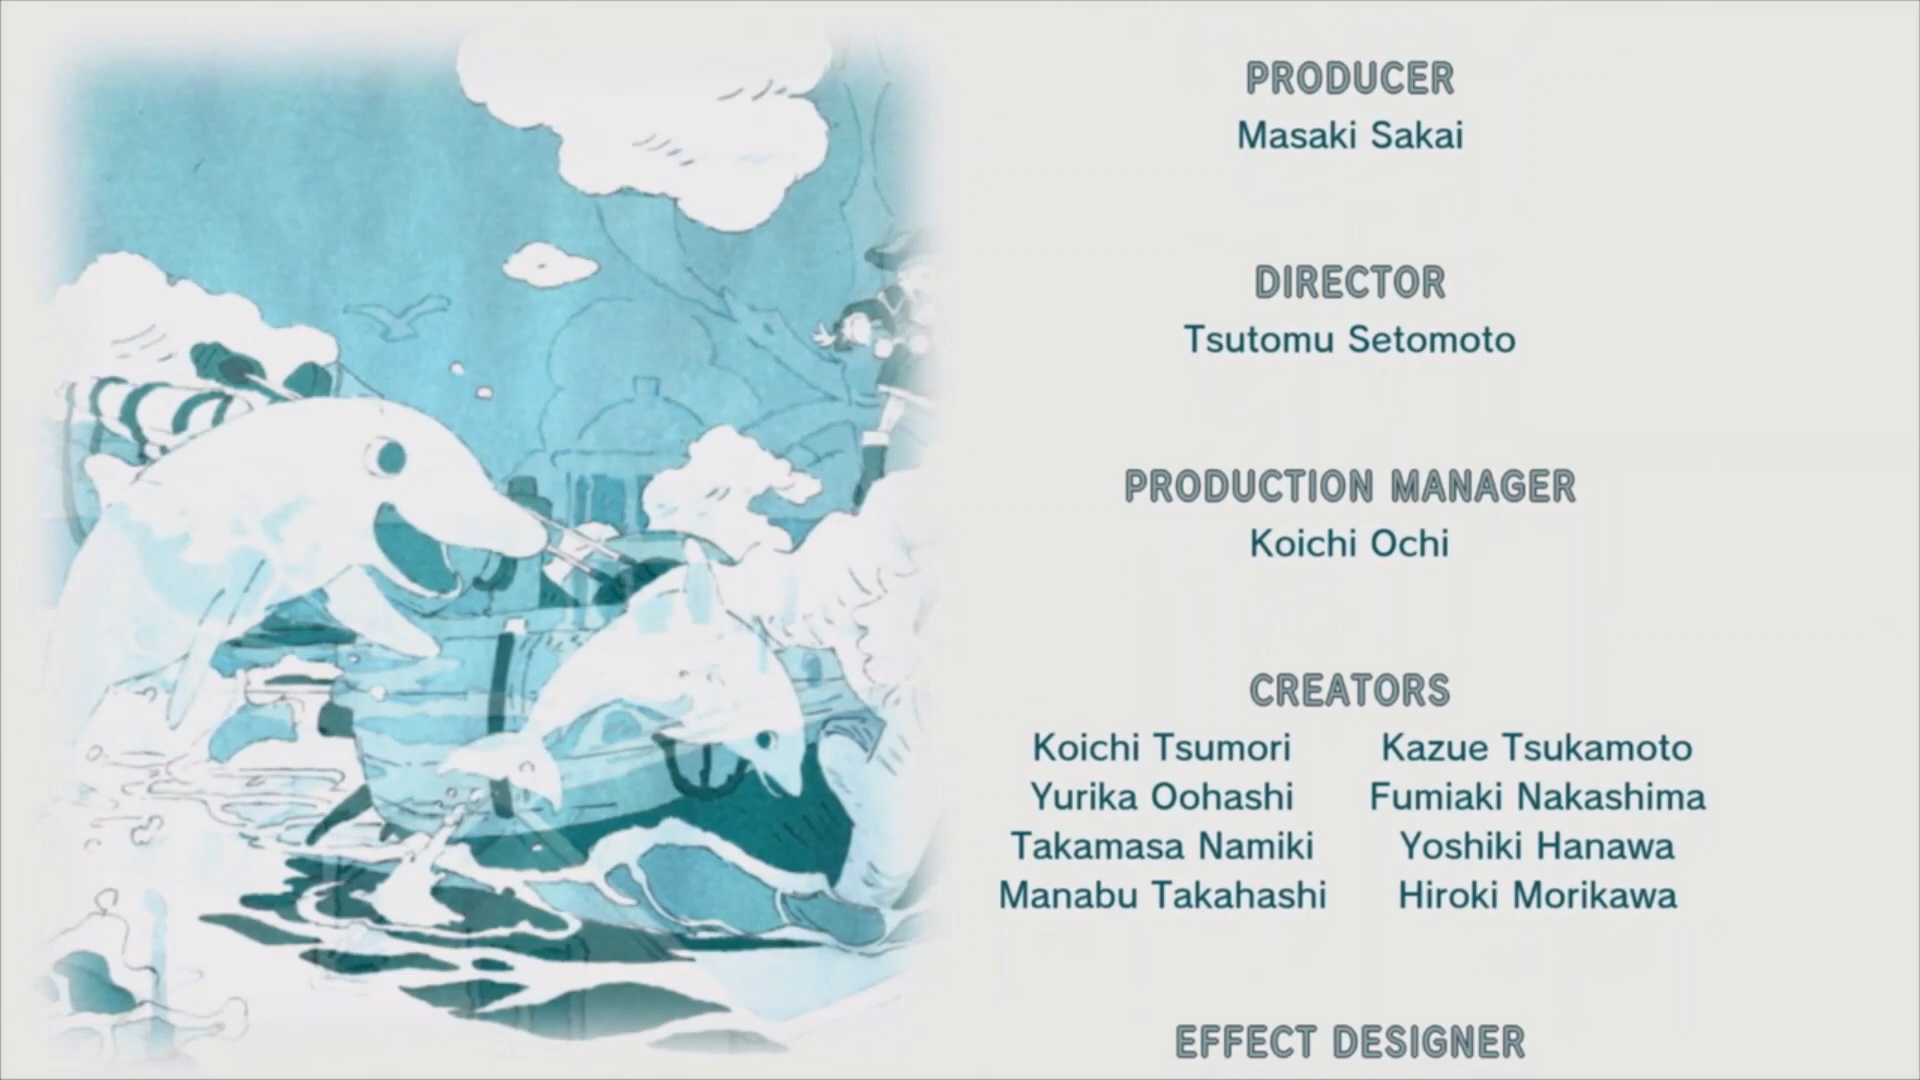 PRODUCER
Masaki Sakai
DIRECTOR
Tsutomu Setomoto
PRODUCTION MANAGER
Koichi Ochi
CREATORS
Koichi Tsumori Kazue Tsukamoto
Yurika Oohashi Fumiaki Nakashima
Takamasa Namiki Yoshiki Hanawa
Manabu Takahashi Hiroki Morikawa
EFFECT DESIGNER